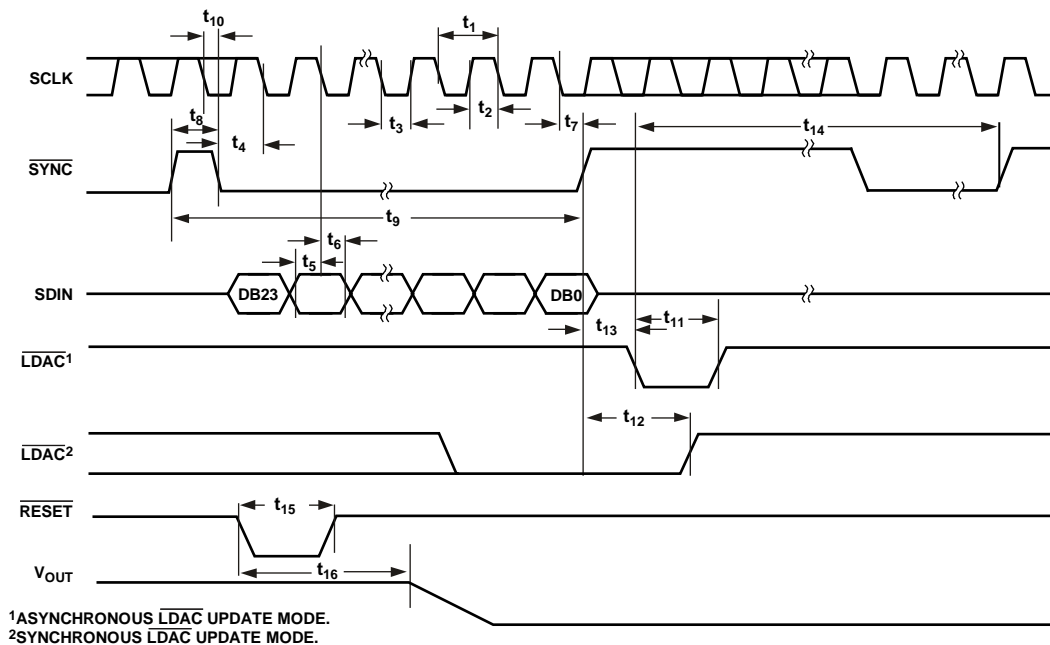 t10
t1
SCLK
t8
t4
t3
t2
t7
t14
SYNC
t9
t6
t5
SDIN
DB23
DB0
t13
t11
LDAC1
t12
LDAC2
RESET
t15
t16
VOUT
1ASYNCHRONOUS LDAC UPDATE MODE.
2SYNCHRONOUS LDAC UPDATE MODE.